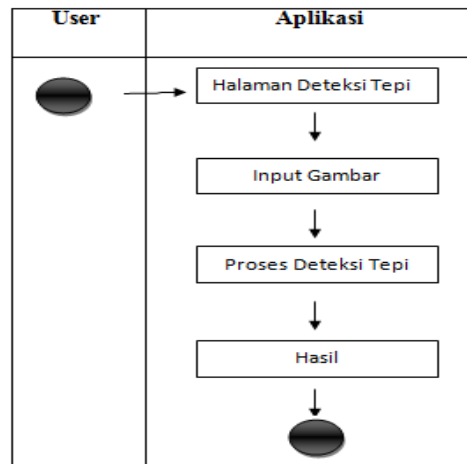 User
Aplikasi
Halaman Deteksi Tepi
Input Gambar
Proses Deteksi Tepi
Hasil